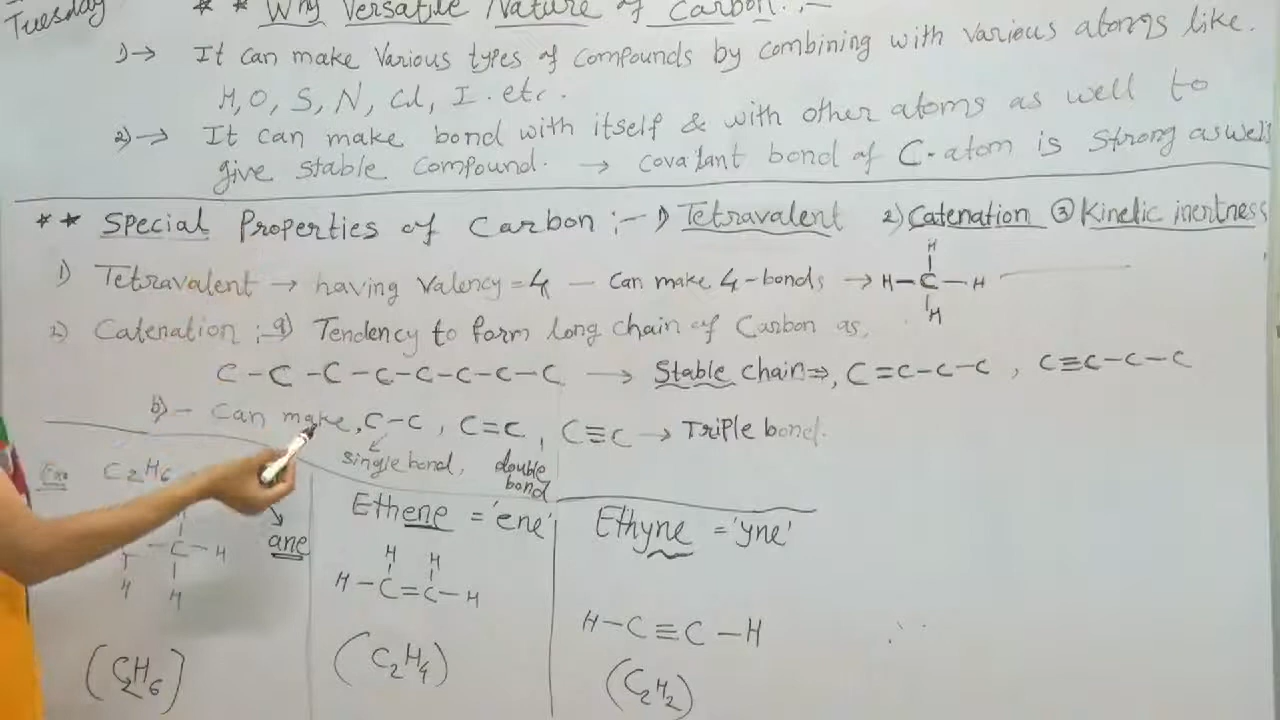 Tuesday
* * Why Versatile Nature of Carbon :-
1) → It can make Various types of Compounds by combining with various atoms like.
H, O, S, N, Cl, I. etc.
2) → It can make bond with itself & with other atoms as well to
give stable compound. → covalant bond of C-atom is Strong as well
* * Special Properties of Carbon :- 1) Tetravalent 2) Catenation ③ Kinetic inertness
1) Tetravalent → having Valency = 4 - Can make 4-bonds → H-C-H
H
H
2) Catenation :- a) Tendency to form long chain of Carbon as,
C-C-C-C-C-C-C-C → Stable chain ⇒, C=C-C-C, C≡C-C-C
b) - Can make, C-C, C=C, C≡C → Triple bond.
single bond, double
bond
Exo C2H6
ane
C-H
H H
(C2H6)
Ethene = 'ene'
H H
H-C=C-H
(C2H4)
Ethyne = 'yne'
H-C≡C-H
(C2H2)